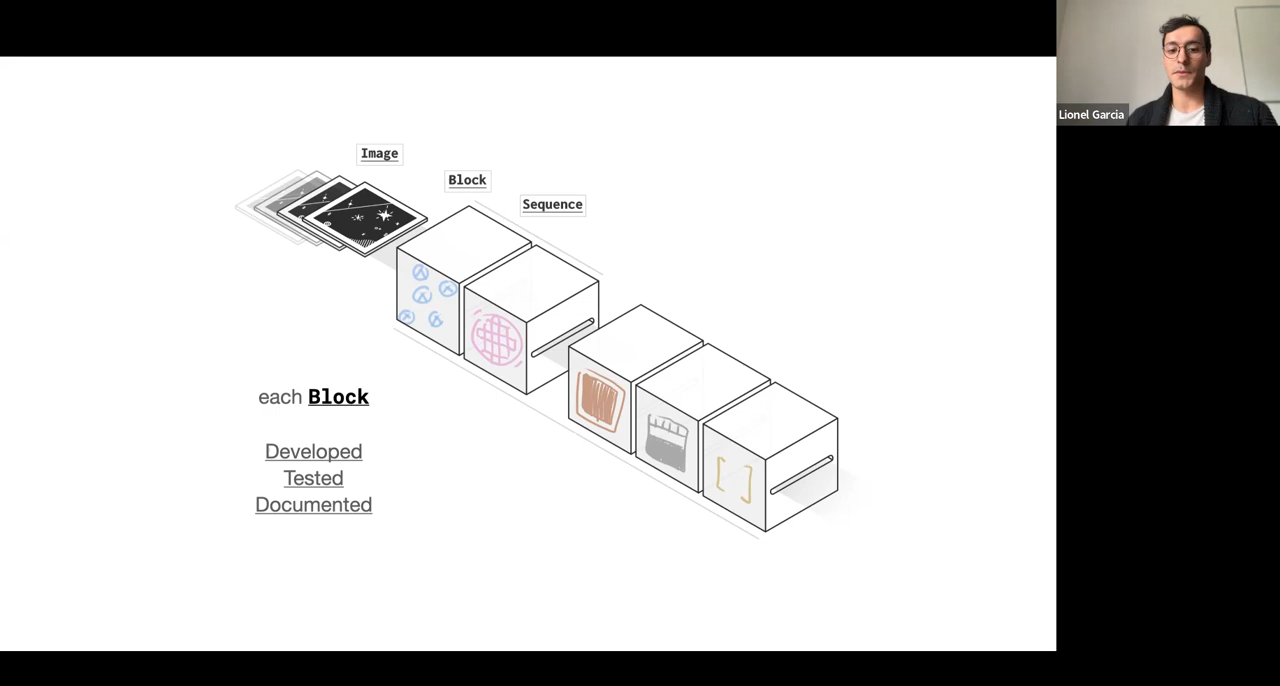 Lionel Garcia
Image
Block
Sequence
each Block
Developed
Tested
Documented